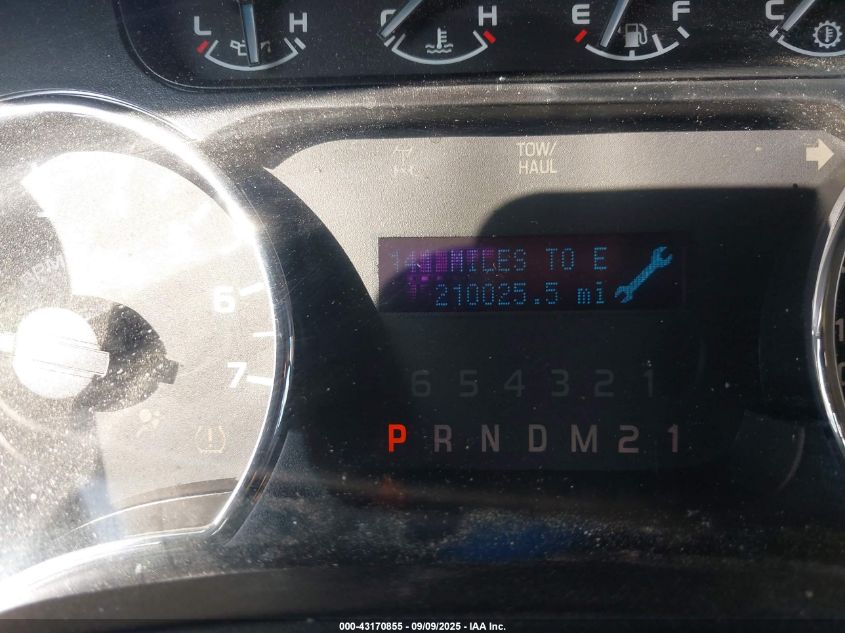 L H C H E F C
TOW/
HAUL
MILES TO E
210025.5 mi
RPM
6
7
6 5 4 3 2 1
P R N D M 2 1
000-43170855 - 09/09/2025 - IAA Inc.